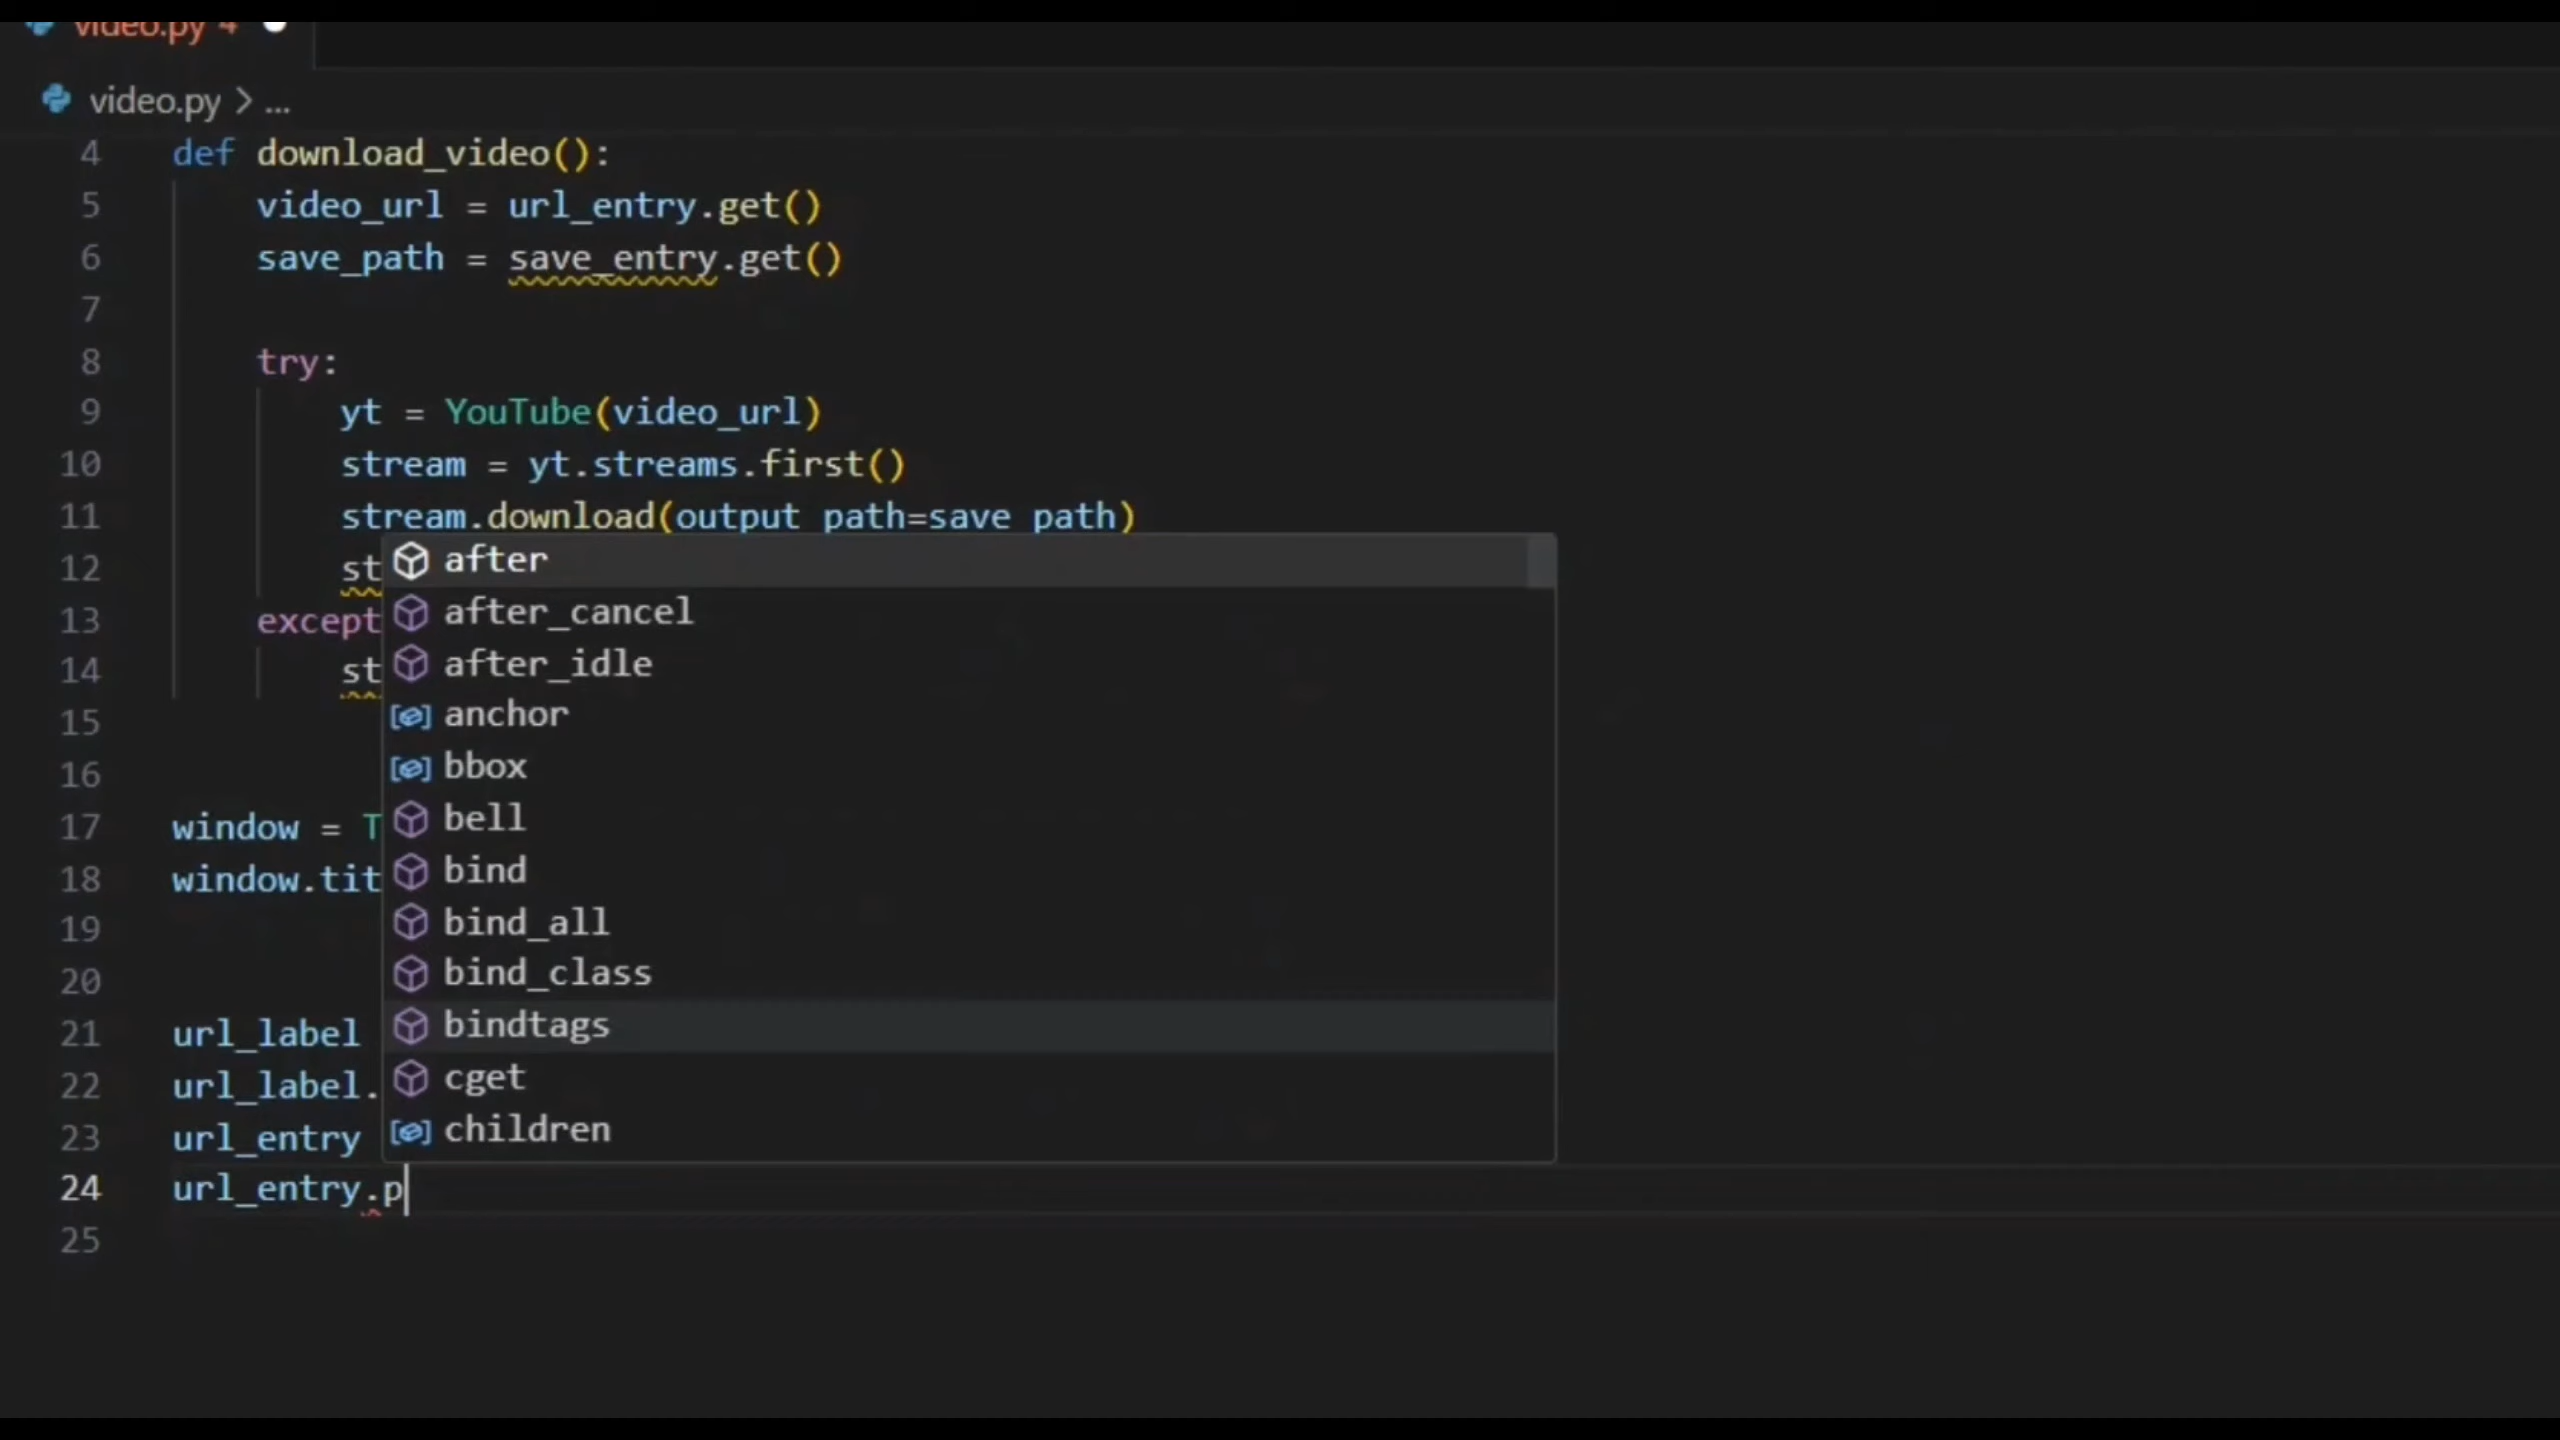 video.py 4
video.py > ...
4 def download_video():
5 video_url = url_entry.get()
6 save_path = save_entry.get()
7
8 try:
9 yt = YouTube(video_url)
10 stream = yt.streams.first()
11 stream.download(output_path=save_path)
12 st
after
after_cancel
13 except
after_idle
14 st
anchor
15
bbox
16
bell
17 window = T
bind
18 window.tit
bind_all
19
bind_class
20
bindtags
21 url_label
cget
22 url_label.
children
23 url_entry
24 url_entry.p
25